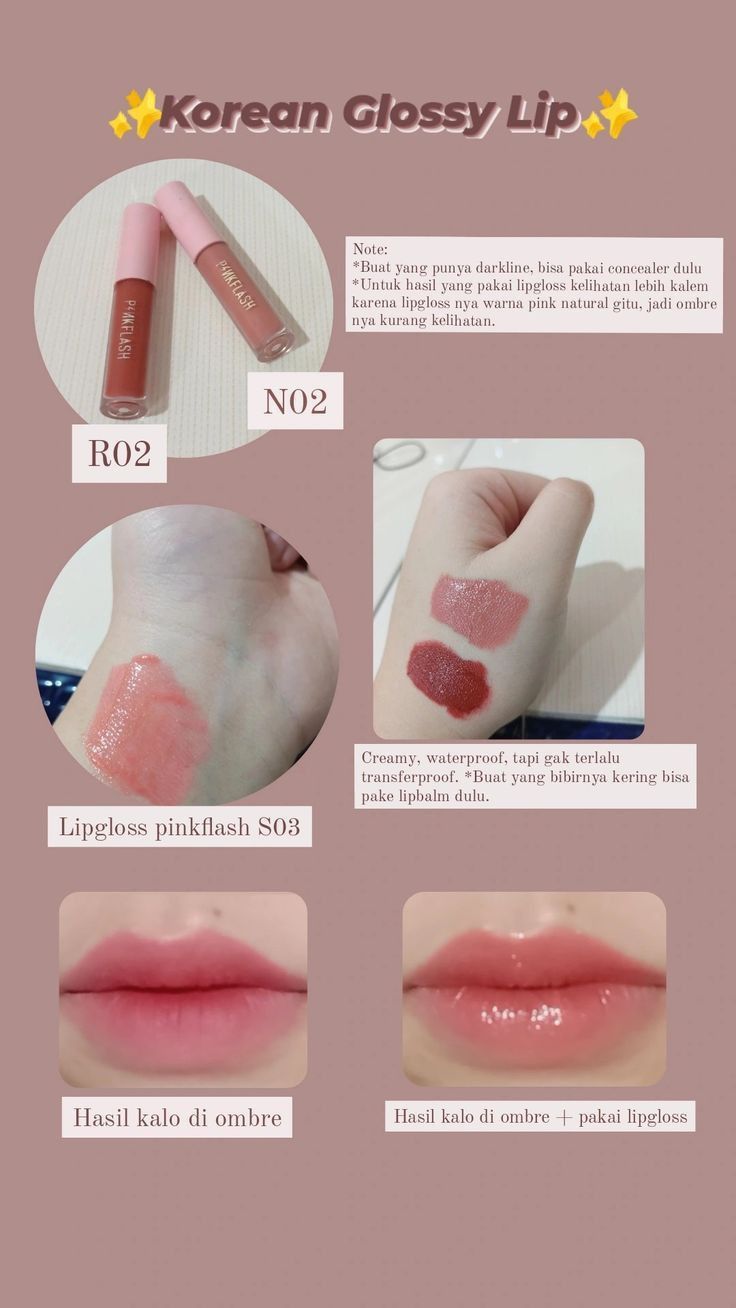 ✨Korean Glossy Lip✨
PINKFLASH
PINKFLASH
N02
R02
Note:
*Buat yang punya darkline, bisa pakai concealer dulu
*Untuk hasil yang pakai lipgloss kelihatan lebih kalem
karena lipgloss nya warna pink natural gitu, jadi ombre
nya kurang kelihatan.
Creamy, waterproof, tapi gak terlalu
transferproof. *Buat yang bibirnya kering bisa
pake lipbalm dulu.
Lipgloss pinkflash S03
Hasil kalo di ombre
Hasil kalo di ombre + pakai lipgloss